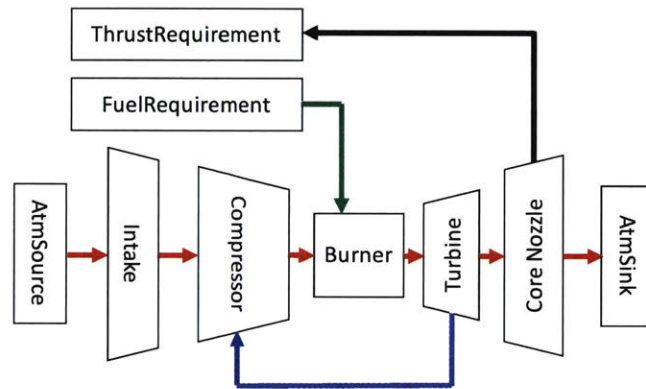 ThrustRequirement
FuelRequirement
AtmSource
Intake
Compressor
Burner
Turbine
Core Nozzle
AtmSink